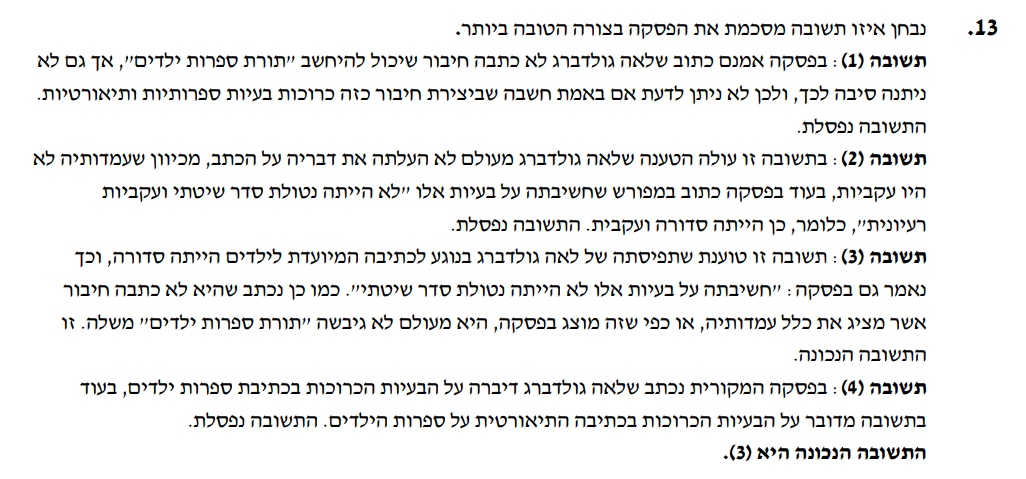 13. נבחן איזו תשובה מסכמת את הפסקה בצורה הטובה ביותר.
תשובה (1): בפסקה אמנם כתוב שלאה גולדברג לא כתבה חיבור שיכול להיחשב "תורת ספרות ילדים", אך גם לא
ניתנה סיבה לכך, ולכן לא ניתן לדעת אם באמת חשבה שביצירת חיבור כזה כרוכות בעיות ספרותיות ותיאורטיות.
התשובה נפסלת.
תשובה (2): בתשובה זו עולה הטענה שלאה גולדברג מעולם לא העלתה את דבריה על הכתב, מכיוון שעמדותיה לא
היו עקביות, בעוד בפסקה כתוב במפורש שחשיבתה על בעיות אלו "לא הייתה נטולת סדר שיטתי ועקביות
רעיונית", כלומר, כן הייתה סדורה ועקבית. התשובה נפסלת.
תשובה (3): תשובה זו טוענת שתפיסתה של לאה גולדברג בנוגע לכתיבה המיועדת לילדים הייתה סדורה, וכך
נאמר גם בפסקה: "חשיבתה על בעיות אלו לא הייתה נטולת סדר שיטתי". כמו כן נכתב שהיא לא כתבה חיבור
אשר מציג את כלל עמדותיה, או כפי שזה מוצג בפסקה, היא מעולם לא גיבשה "תורת ספרות ילדים" משלה. זו
התשובה הנכונה.
תשובה (4): בפסקה המקורית נכתב שלאה גולדברג דיברה על הבעיות הכרוכות בכתיבת ספרות ילדים, בעוד
בתשובה מדובר על הבעיות הכרוכות בכתיבה התיאורטית על ספרות הילדים. התשובה נפסלת.
התשובה הנכונה היא (3).